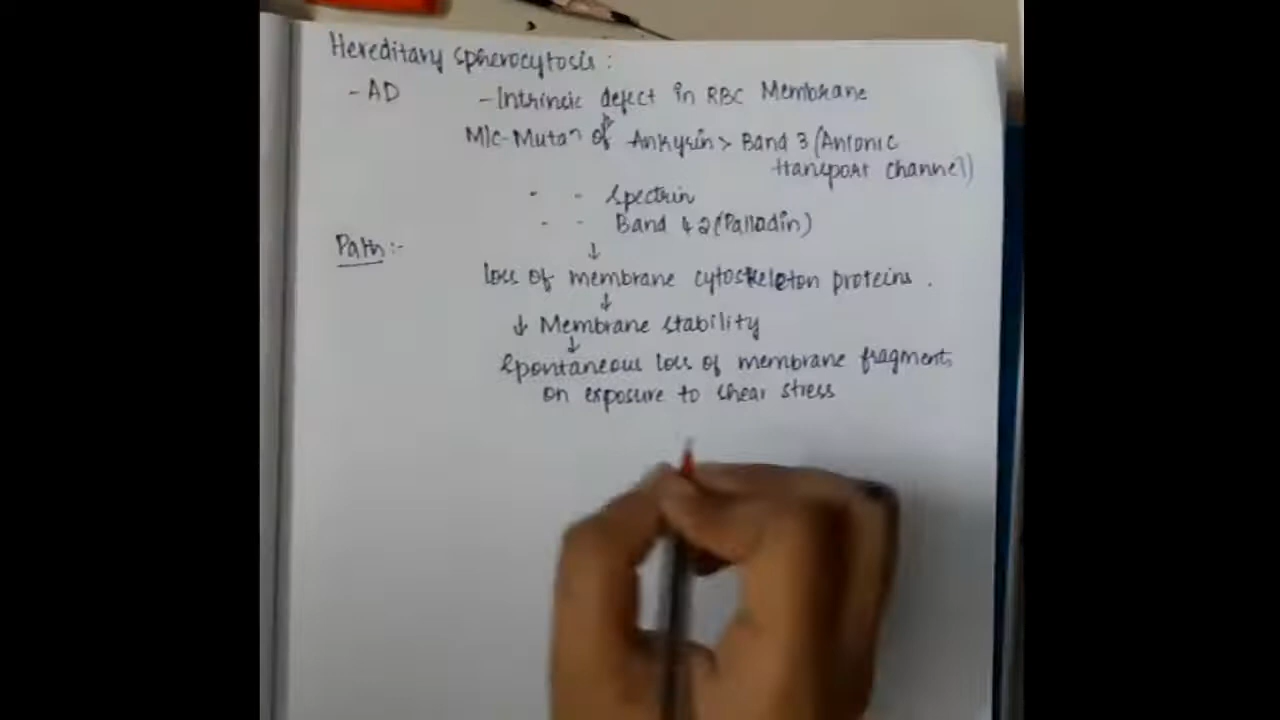 Hereditary spherocytosis :
- AD - Intrinsic defect in RBC Membrane
M/c - Mutaⁿ of Ankyrin > Band 3 (Anionic
transport channel)
- - Spectrin
- - Band 4.2 (Palladin)
↓
Path :-
loss of membrane cytoskeleton proteins .
↓
↓ Membrane stability
↓
Spontaneous loss of membrane fragments
on exposure to shear stress